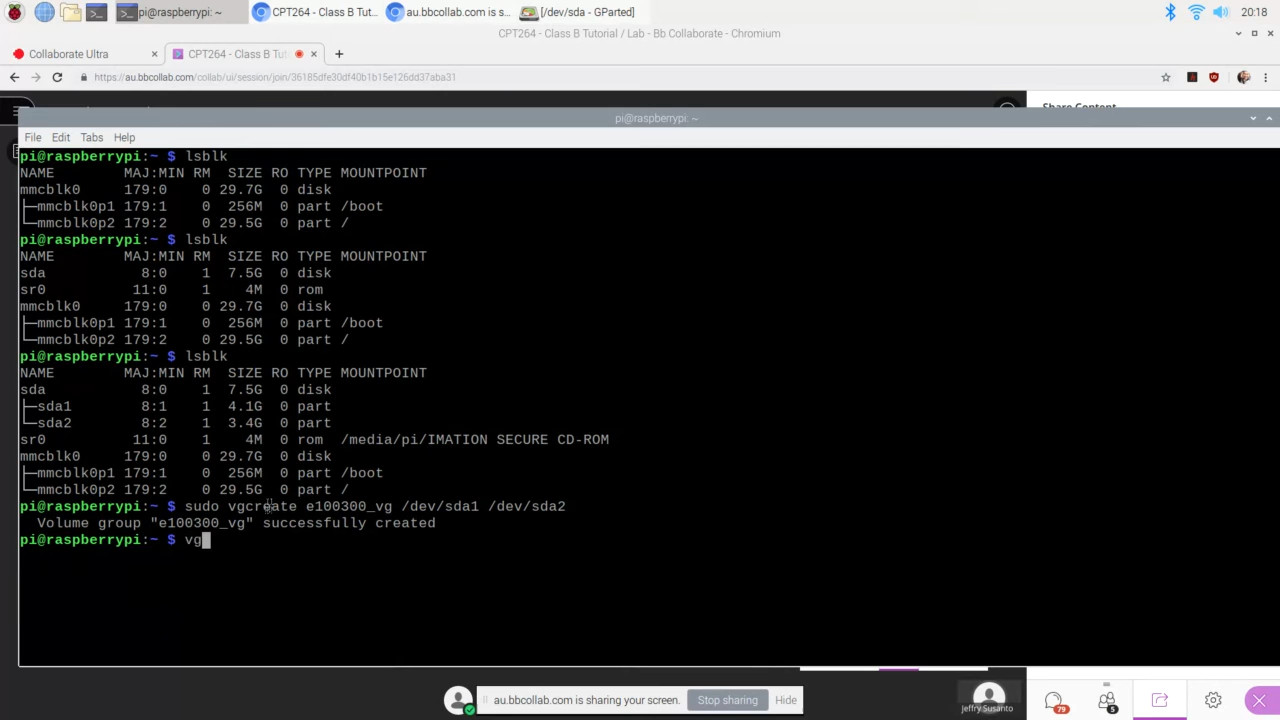 pi@raspberrypi: ~
CPT264 - Class B Tut...
au.bbcollab.com is s...
[/dev/sda - GParted]
20:18
CPT264 - Class B Tutorial / Lab - Bb Collaborate - Chromium
Collaborate Ultra
CPT264 - Class B Tut
https://au.bbcollab.com/collab/ui/session/join/36185dfe30df40b1b15e126dd37aba31
Share Content
pi@raspberrypi: ~
File Edit Tabs Help
pi@raspberrypi:~ $ lsblk
NAME MAJ:MIN RM SIZE RO TYPE MOUNTPOINT
mmcblk0 179:0 0 29.7G 0 disk
├─mmcblk0p1 179:1 0 256M 0 part /boot
└─mmcblk0p2 179:2 0 29.5G 0 part /
pi@raspberrypi:~ $ lsblk
NAME MAJ:MIN RM SIZE RO TYPE MOUNTPOINT
sda 8:0 1 7.5G 0 disk
sr0 11:0 1 4M 0 rom
mmcblk0 179:0 0 29.7G 0 disk
├─mmcblk0p1 179:1 0 256M 0 part /boot
└─mmcblk0p2 179:2 0 29.5G 0 part /
pi@raspberrypi:~ $ lsblk
NAME MAJ:MIN RM SIZE RO TYPE MOUNTPOINT
sda 8:0 1 7.5G 0 disk
├─sda1 8:1 1 4.1G 0 part
└─sda2 8:2 1 3.4G 0 part
sr0 11:0 1 4M 0 rom /media/pi/IMATION SECURE CD-ROM
mmcblk0 179:0 0 29.7G 0 disk
├─mmcblk0p1 179:1 0 256M 0 part /boot
└─mmcblk0p2 179:2 0 29.5G 0 part /
pi@raspberrypi:~ $ sudo vgcreate e100300_vg /dev/sda1 /dev/sda2
Volume group "e100300_vg" successfully created
pi@raspberrypi:~ $ vg
au.bbcollab.com is sharing your screen.
Stop sharing
Hide
Jeffry Susanto
79
5